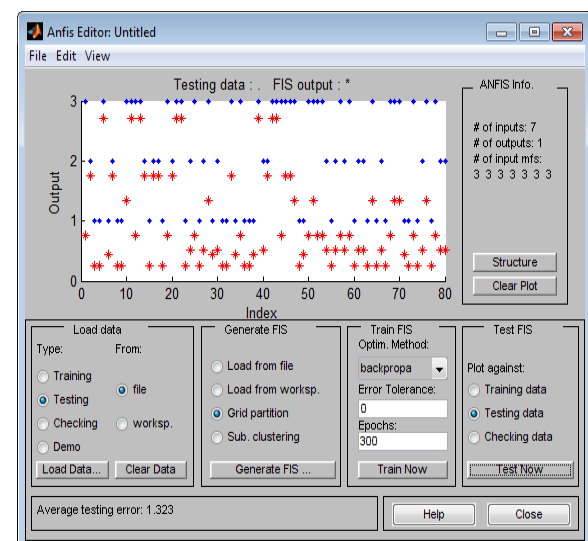 Anfis Editor: Untitled
File Edit View
Testing data : . FIS output : *
ANFIS Info.
3
2
1
0
Output
0 10 20 30 40 50 60 70 80
Index
# of inputs: 7
# of outputs: 1
# of input mfs:
3 3 3 3 3 3 3
Structure
Clear Plot
Load data
Type: From:
Training
Testing
Checking
Demo
file
worksp.
Load Data... Clear Data
Generate FIS
Load from file
Load from worksp.
Grid partition
Sub. clustering
Generate FIS ...
Train FIS
Optim. Method:
backpropa
Error Tolerance:
0
Epochs:
300
Train Now
Test FIS
Plot against:
Training data
Testing data
Checking data
Test Now
Average testing error: 1.323
Help Close